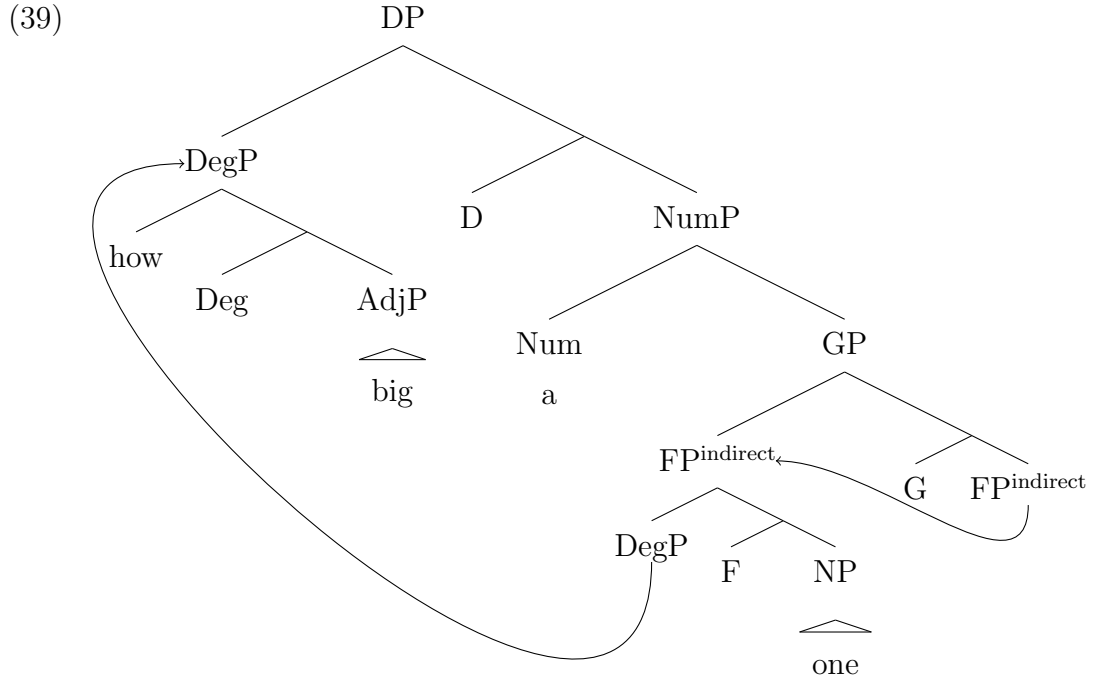 (39)
DP
DegP
D NumP
how
Deg AdjP
Num GP
big a
FP^indirect
G FP^indirect
DegP
F NP
one